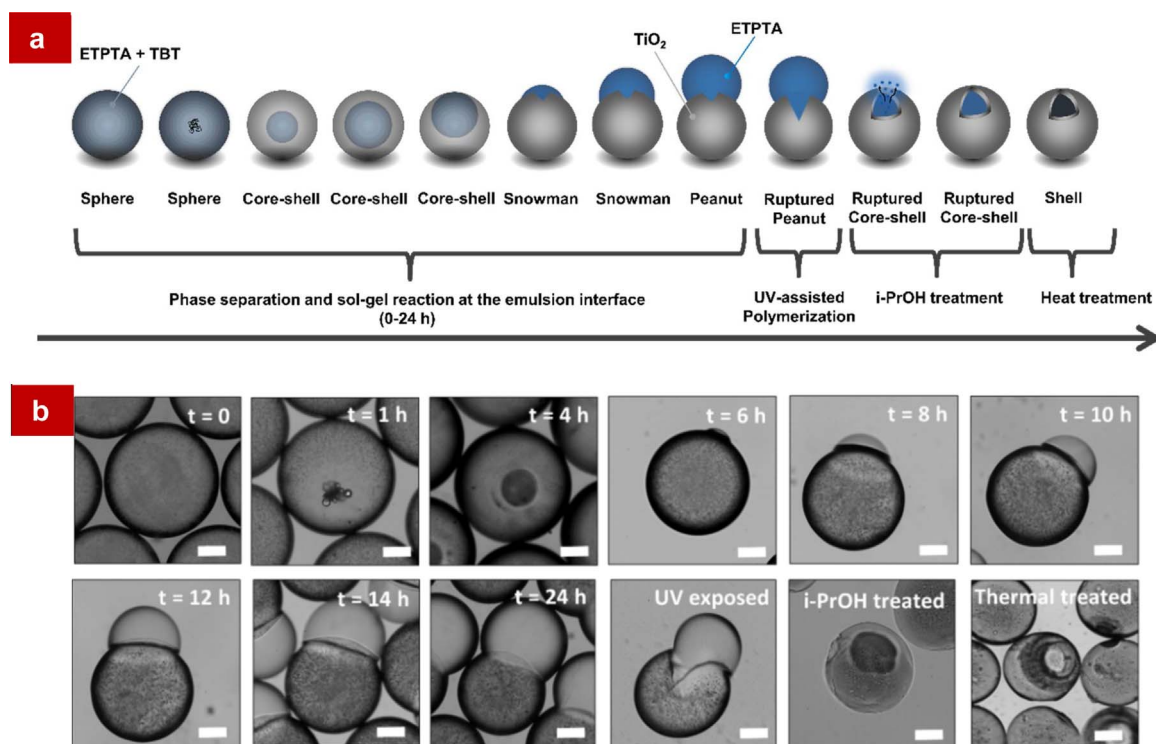 a
ETPTA + TBT
TiO₂
ETPTA
Sphere
Sphere
Core-shell
Core-shell
Core-shell
Snowman
Snowman
Peanut
Ruptured
Peanut
Ruptured
Core-shell
Ruptured
Core-shell
Shell
Phase separation and sol-gel reaction at the emulsion interface
(0-24 h)
UV-assisted
Polymerization
i-PrOH treatment
Heat treatment
b
t = 0
t = 1 h
t = 4 h
t = 6 h
t = 8 h
t = 10 h
t = 12 h
t = 14 h
t = 24 h
UV exposed
i-PrOH treated
Thermal treated